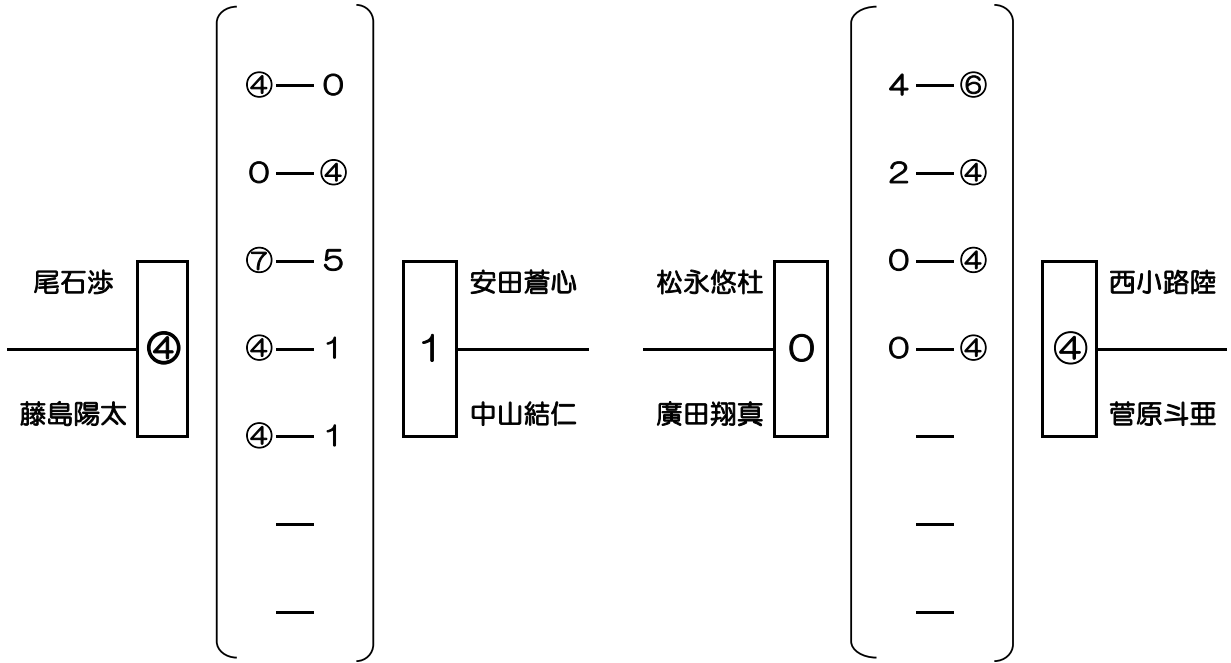 ④―0
0―④
⑦―5
④―1
④―1
―
―
尾石渉
藤島陽太
④
1
安田蒼心
中山結仁
4―⑥
2―④
0―④
0―④
―
―
―
松永悠杜
廣田翔真
0
④
西小路陸
菅原斗亜